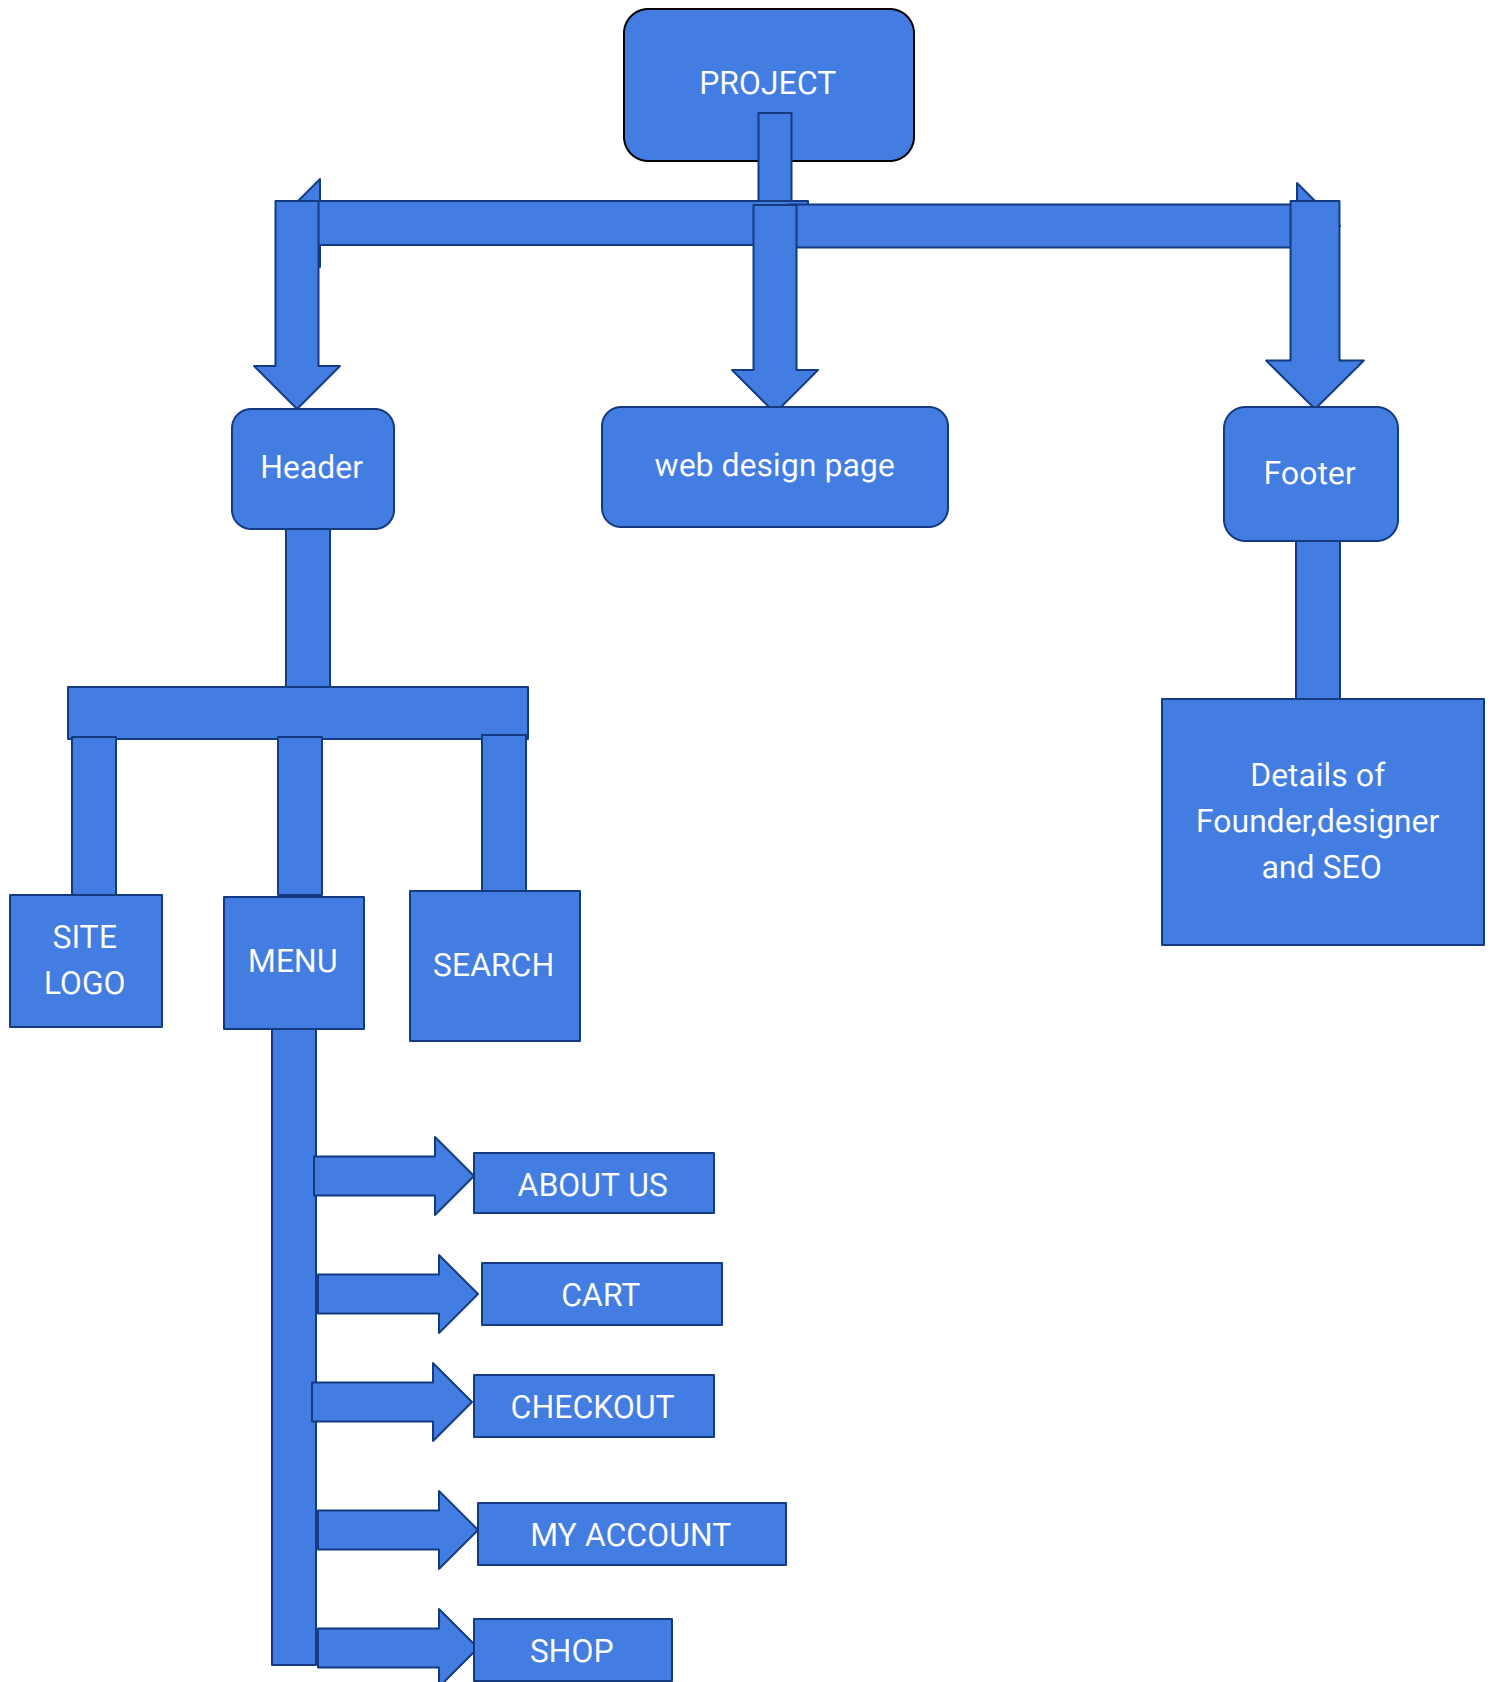 PROJECT
Header
web design page
Footer
Details of
Founder,designer
and SEO
SITE
LOGO
MENU
SEARCH
ABOUT US
CART
CHECKOUT
MY ACCOUNT
SHOP